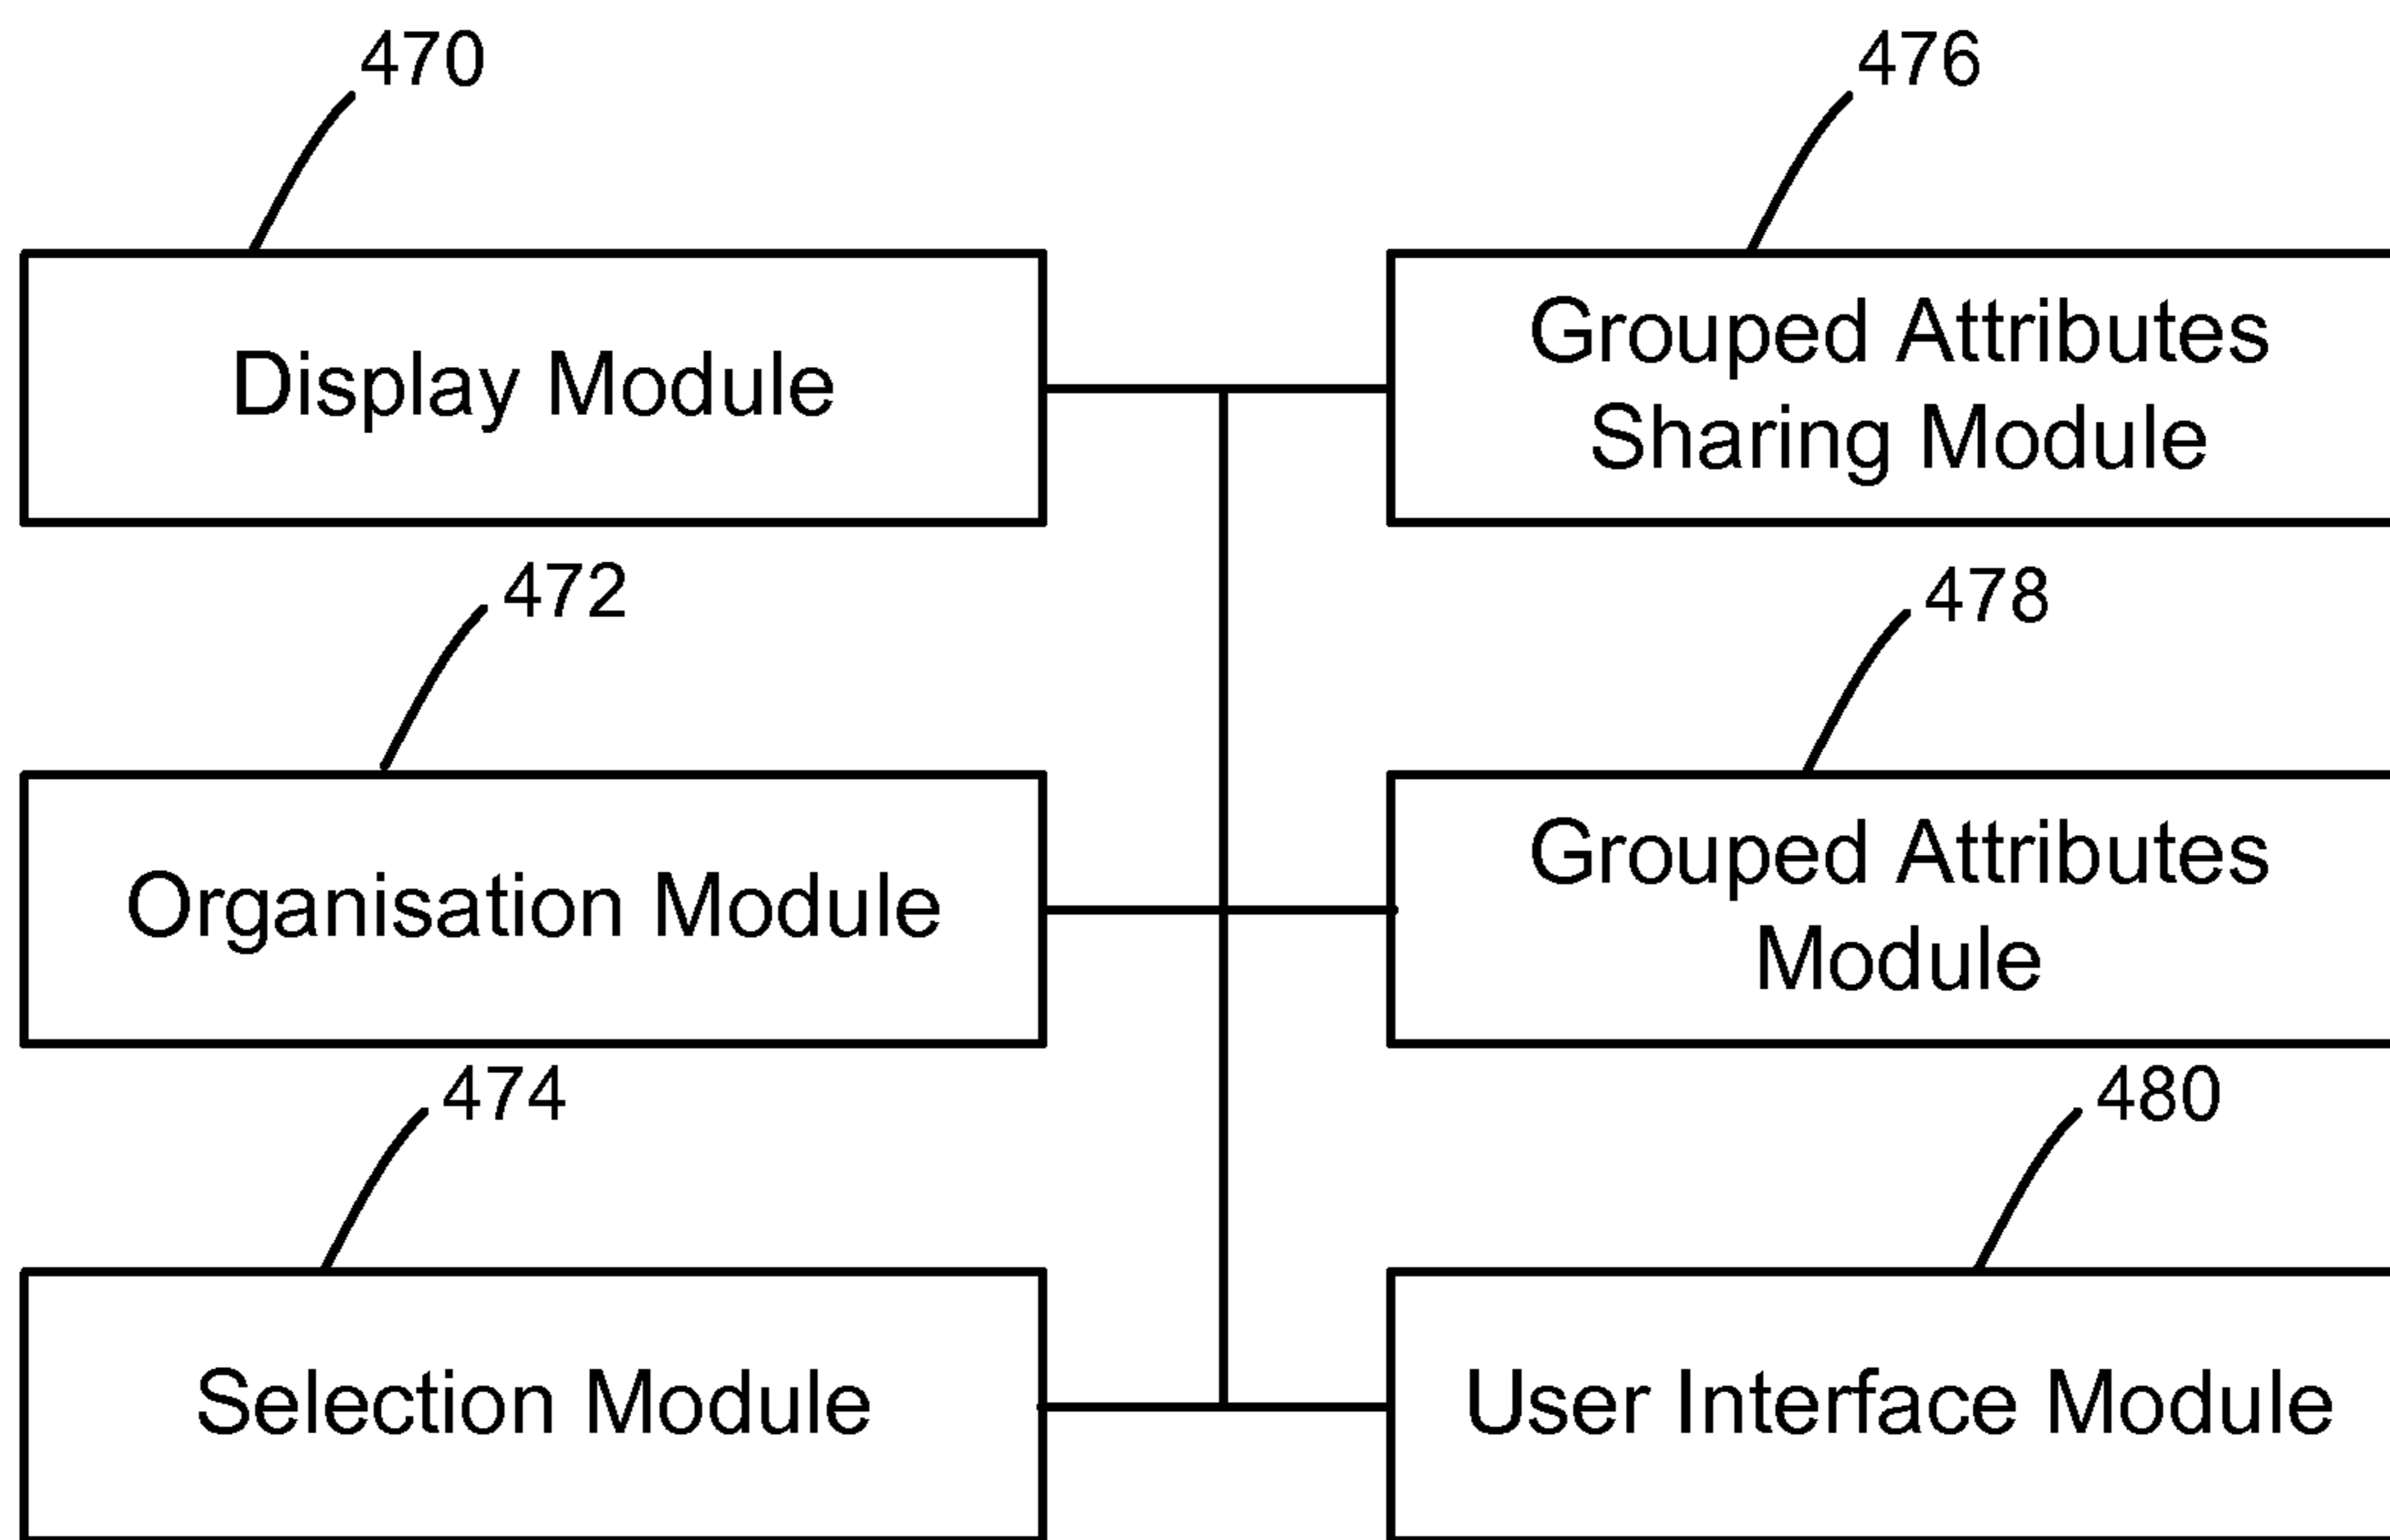 470
476
Display Module
Grouped Attributes
Sharing Module
472
478
Organisation Module
Grouped Attributes
Module
474
480
Selection Module
User Interface Module